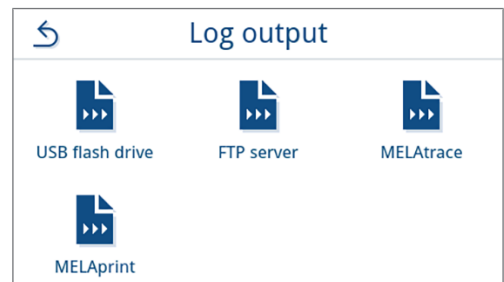 Log output
USB flash drive
FTP server
MELAtrace
MELAprint